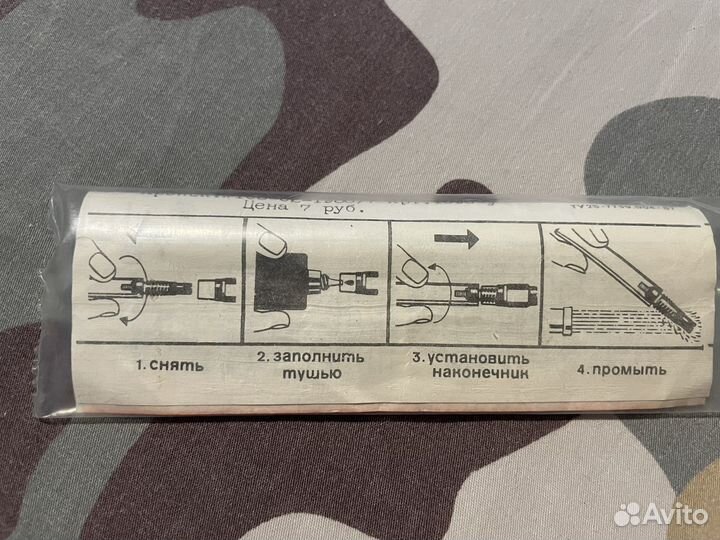 Цена 7 руб.
1. снять
2. заполнить
тушью
3. установить
наконечник
4. промыть
Avito